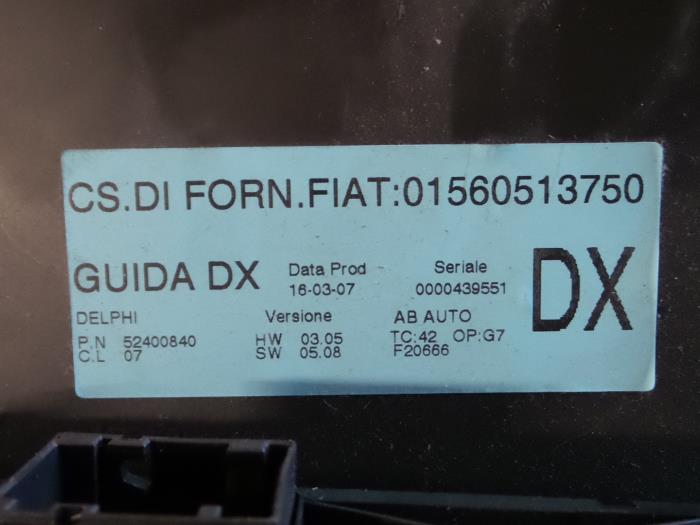 CS.DI FORN.FIAT:01560513750
GUIDA DX Data Prod Seriale DX
16-03-07 0000439551
DELPHI Versione AB AUTO
P.N 52400840 HW 03.05 TC:42 OP:G7
C.L 07 SW 05.08 F20666